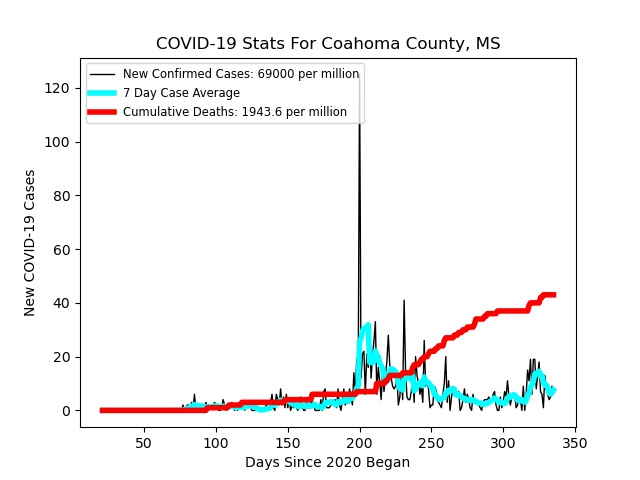 COVID-19 Stats For Coahoma County, MS
New Confirmed Cases: 69000 per million
7 Day Case Average
Cumulative Deaths: 1943.6 per million
New COVID-19 Cases
120
100
80
60
40
20
0
50
100
150
200
250
300
350
Days Since 2020 Began